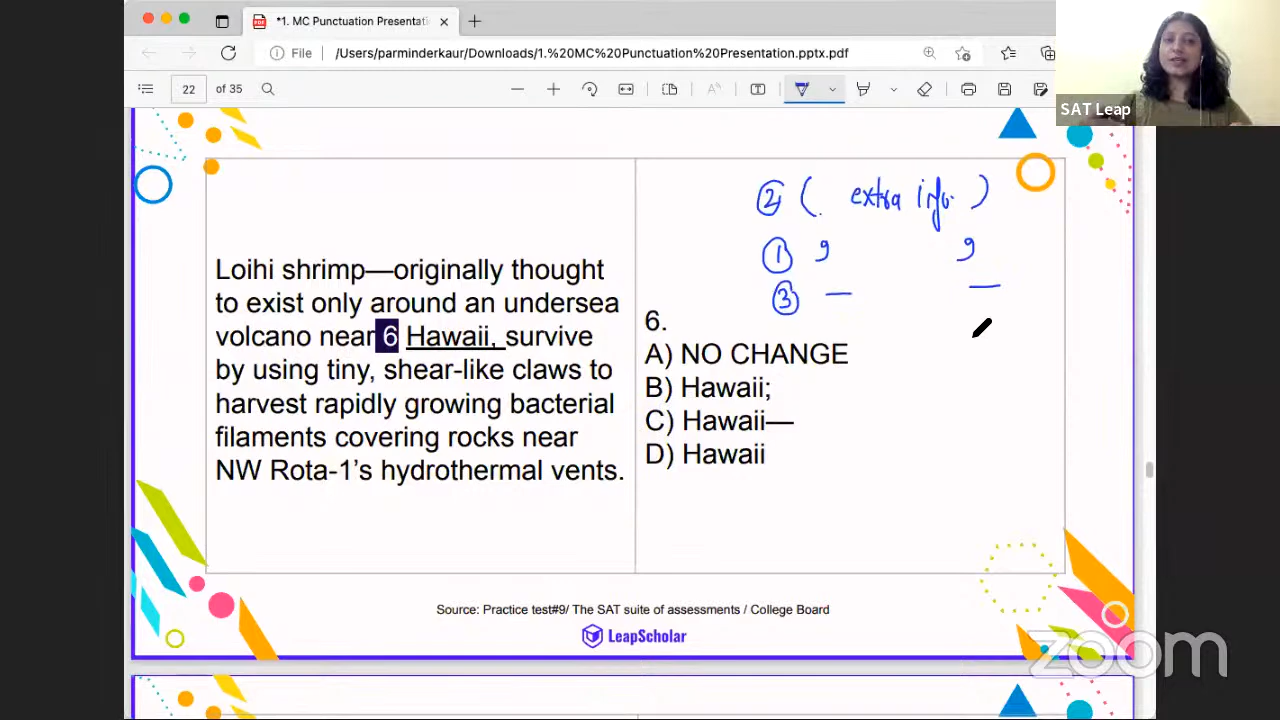 *1. MC Punctuation Presentati
File
/Users/parminderkaur/Downloads/1.%20MC%20Punctuation%20Presentation.pptx.pdf
SAT Leap
22 of 35
② ( extra info. )
① , ,
③ — —
Loihi shrimp—originally thought
to exist only around an undersea
volcano near 6 Hawaii, survive
by using tiny, shear-like claws to
harvest rapidly growing bacterial
filaments covering rocks near
NW Rota-1’s hydrothermal vents.
6.
A) NO CHANGE
B) Hawaii;
C) Hawaii—
D) Hawaii
Source: Practice test#9/ The SAT suite of assessments / College Board
LeapScholar
zoom